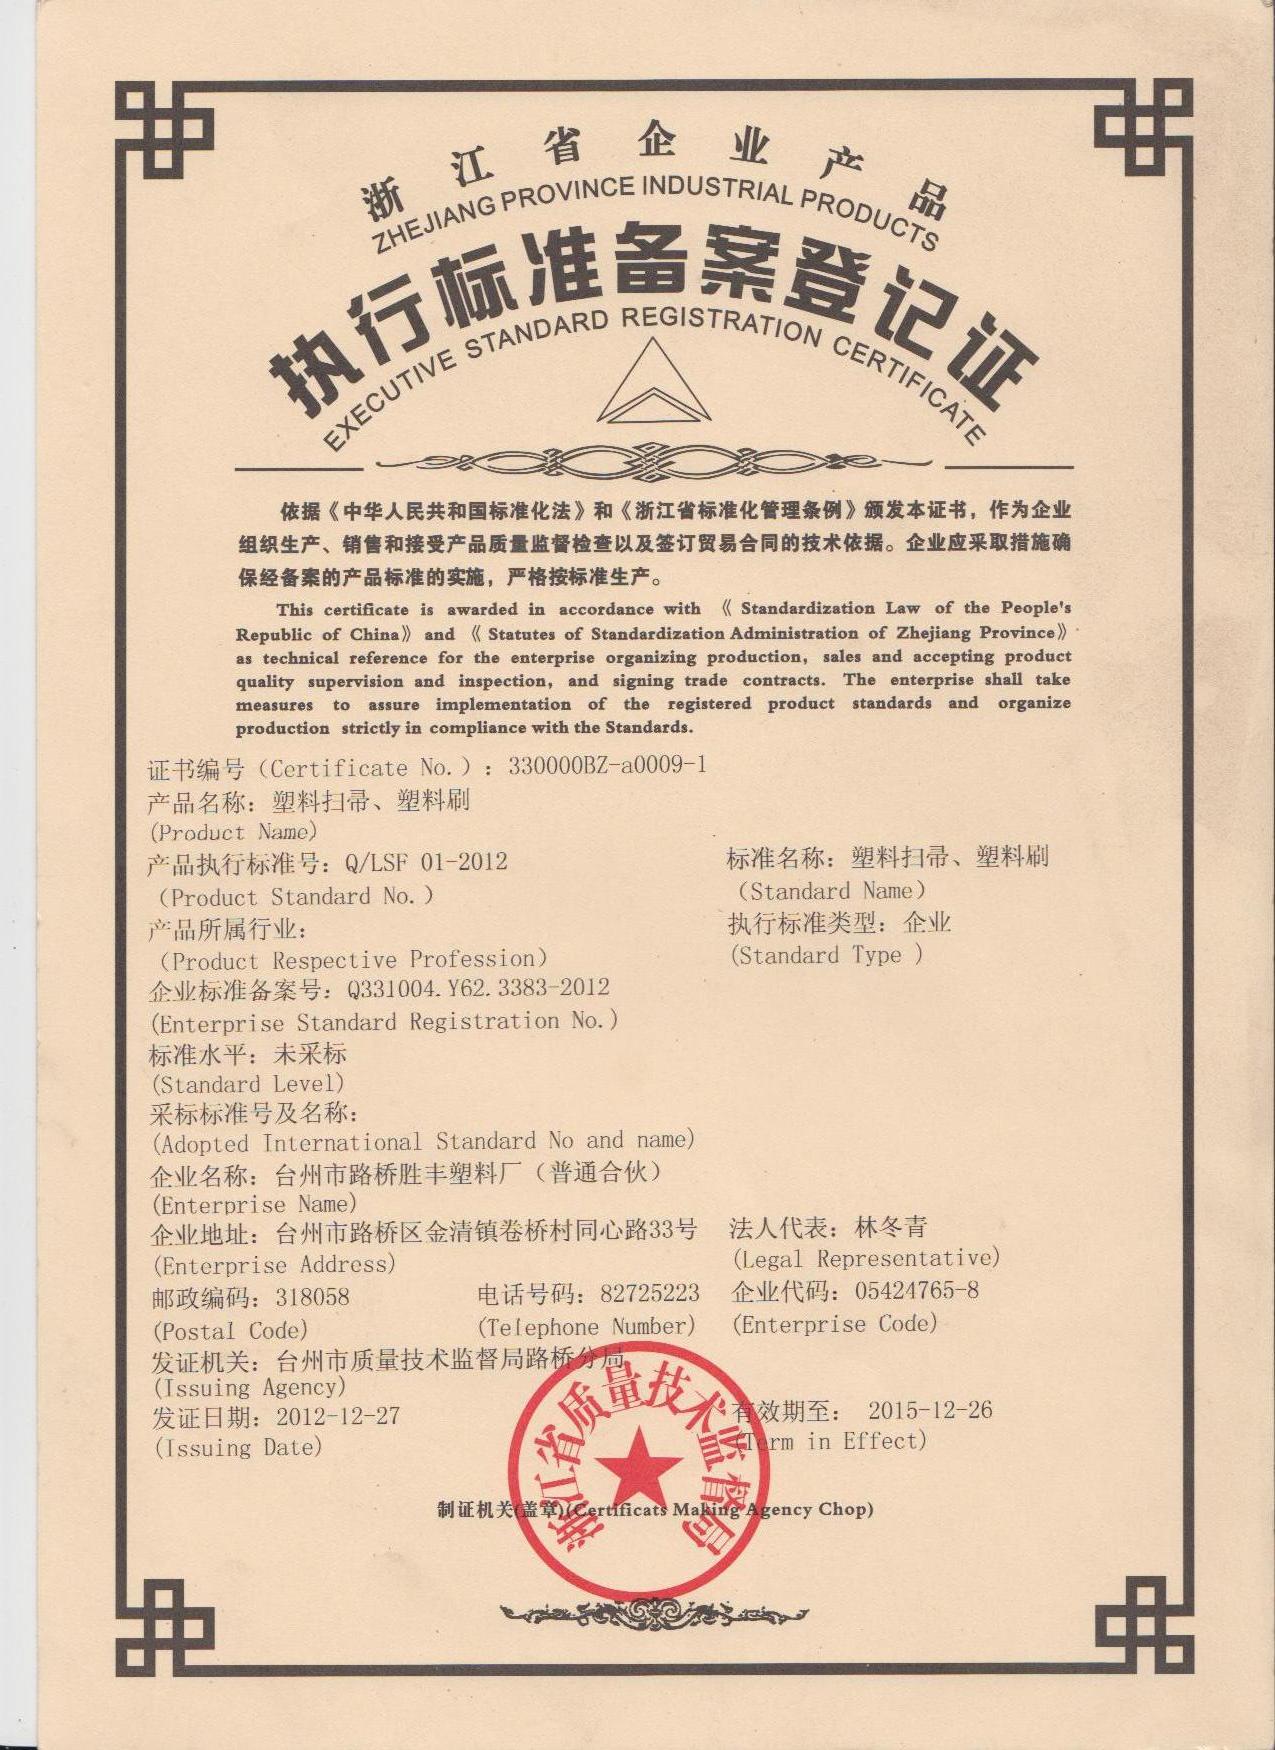 浙江省企业产品
ZHEJIANG PROVINCE INDUSTRIAL PRODUCTS
执行标准备案登记证
EXECUTIVE STANDARD REGISTRATION CERTIFICATE
依据《中华人民共和国标准化法》和《浙江省标准化管理条例》颁发本证书，作为企业
组织生产、销售和接受产品质量监督检查以及签订贸易合同的技术依据。企业应采取措施确
保经备案的产品标准的实施，严格按标准生产。
This certificate is awarded in accordance with 《 Standardization Law of the People's
Republic of China》 and 《 Statutes of Standardization Administration of Zhejiang Province》
as technical reference for the enterprise organizing production, sales and accepting product
quality supervision and inspection, and signing trade contracts. The enterprise shall take
measures to assure implementation of the registered product standards and organize
production strictly in compliance with the Standards.
证书编号（Certificate No.）：330000BZ-a0009-1
产品名称：塑料扫帚、塑料刷
(Product Name)
产品执行标准号：Q/LSF 01-2012 标准名称：塑料扫帚、塑料刷
（Product Standard No.） （Standard Name）
产品所属行业： 执行标准类型：企业
（Product Respective Profession） (Standard Type )
企业标准备案号：Q331004.Y62.3383-2012
(Enterprise Standard Registration No.)
标准水平：未采标
(Standard Level)
采标标准号及名称：
(Adopted International Standard No and name)
企业名称：台州市路桥胜丰塑料厂（普通合伙）
(Enterprise Name)
企业地址：台州市路桥区金清镇卷桥村同心路33号 法人代表：林冬青
(Enterprise Address) (Legal Representative)
邮政编码：318058 电话号码：82725223 企业代码：05424765-8
(Postal Code) (Telephone Number) (Enterprise Code)
发证机关：台州市质量技术监督局路桥分局
(Issuing Agency)
发证日期：2012-12-27 有效期至： 2015-12-26
(Issuing Date) (Term in Effect)
浙江省质量技术监督局
制证机关(盖章)(Certificats Making Agency Chop)